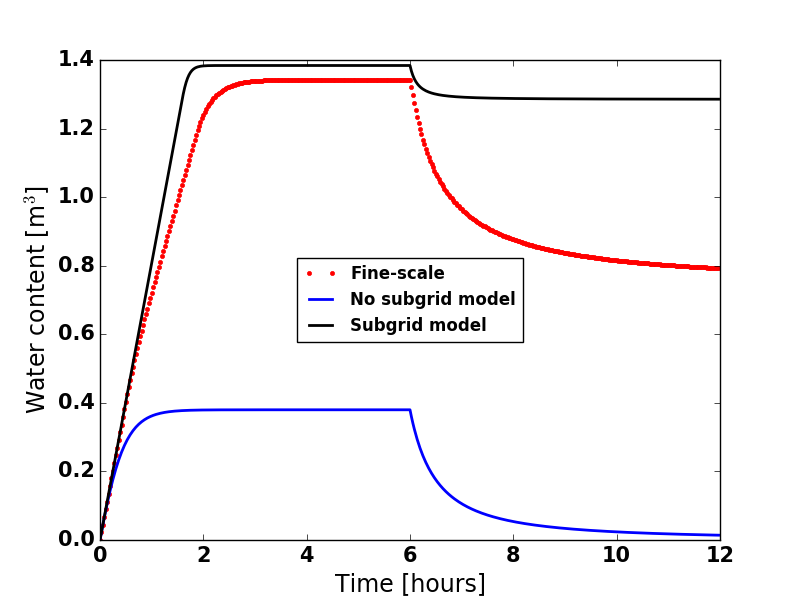 1.4
1.2
1.0
0.8
0.6
0.4
0.2
0.0
Water content [m³]
Fine-scale
No subgrid model
Subgrid model
0 2 4 6 8 10 12
Time [hours]